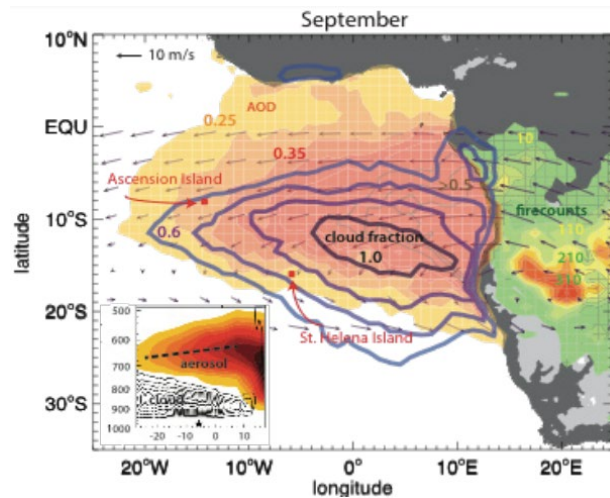 September
10°N
10 m/s
AOD
0.25
EQU
0.35
10
>0.5
Ascension Island
firecounts
latitude
10°S
0.6
cloud fraction
1.0
110
210
310
20°S
St. Helena Island
500
600
700
800
900
1000
aerosol
cloud
-20
-10
0
10
30°S
20°W
10°W
0°
10°E
20°E
longitude